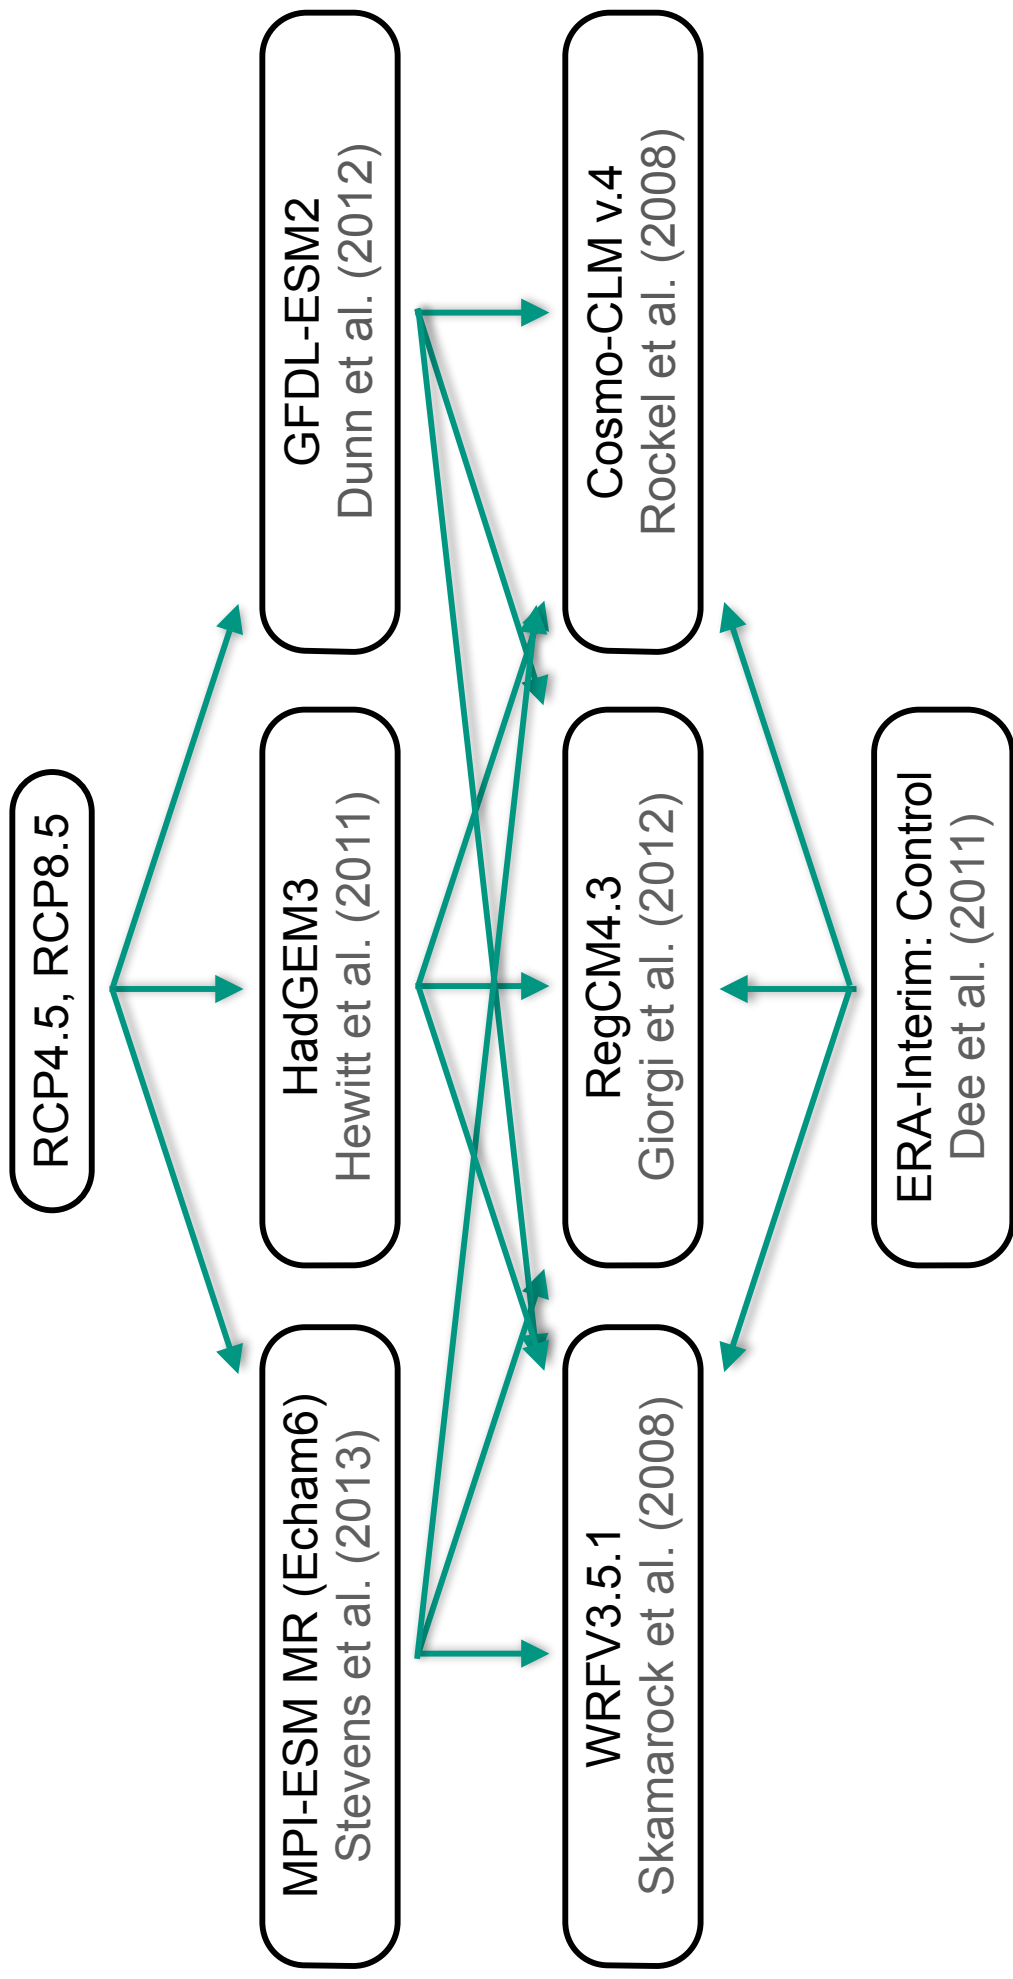 RCP4.5, RCP8.5
MPI-ESM MR (Echam6)
Stevens et al. (2013)
HadGEM3
Hewitt et al. (2011)
GFDL-ESM2
Dunn et al. (2012)
WRFV3.5.1
Skamarock et al. (2008)
RegCM4.3
Giorgi et al. (2012)
Cosmo-CLM v.4
Rockel et al. (2008)
ERA-Interim: Control
Dee et al. (2011)